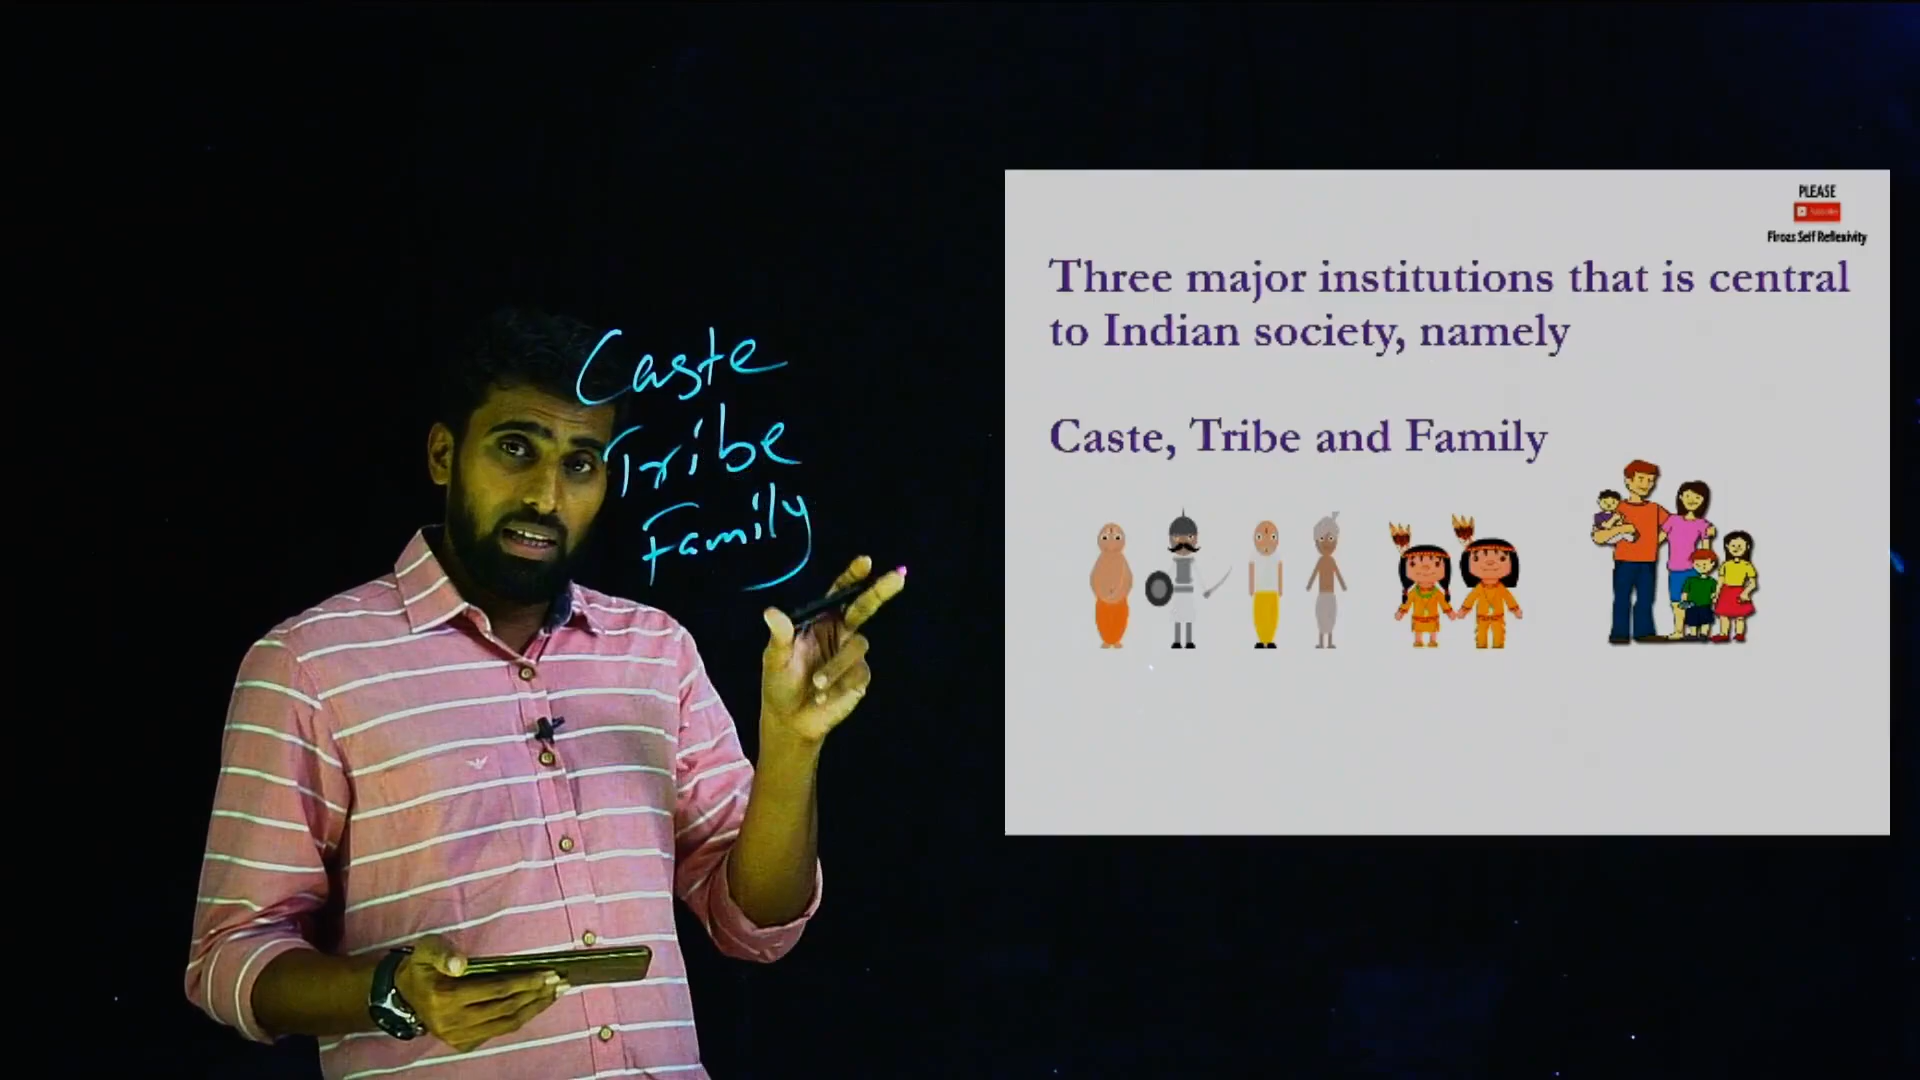 Caste
Tribe
Family
PLEASE
Firozs Self Reflexivity
Three major institutions that is central
to Indian society, namely
Caste, Tribe and Family